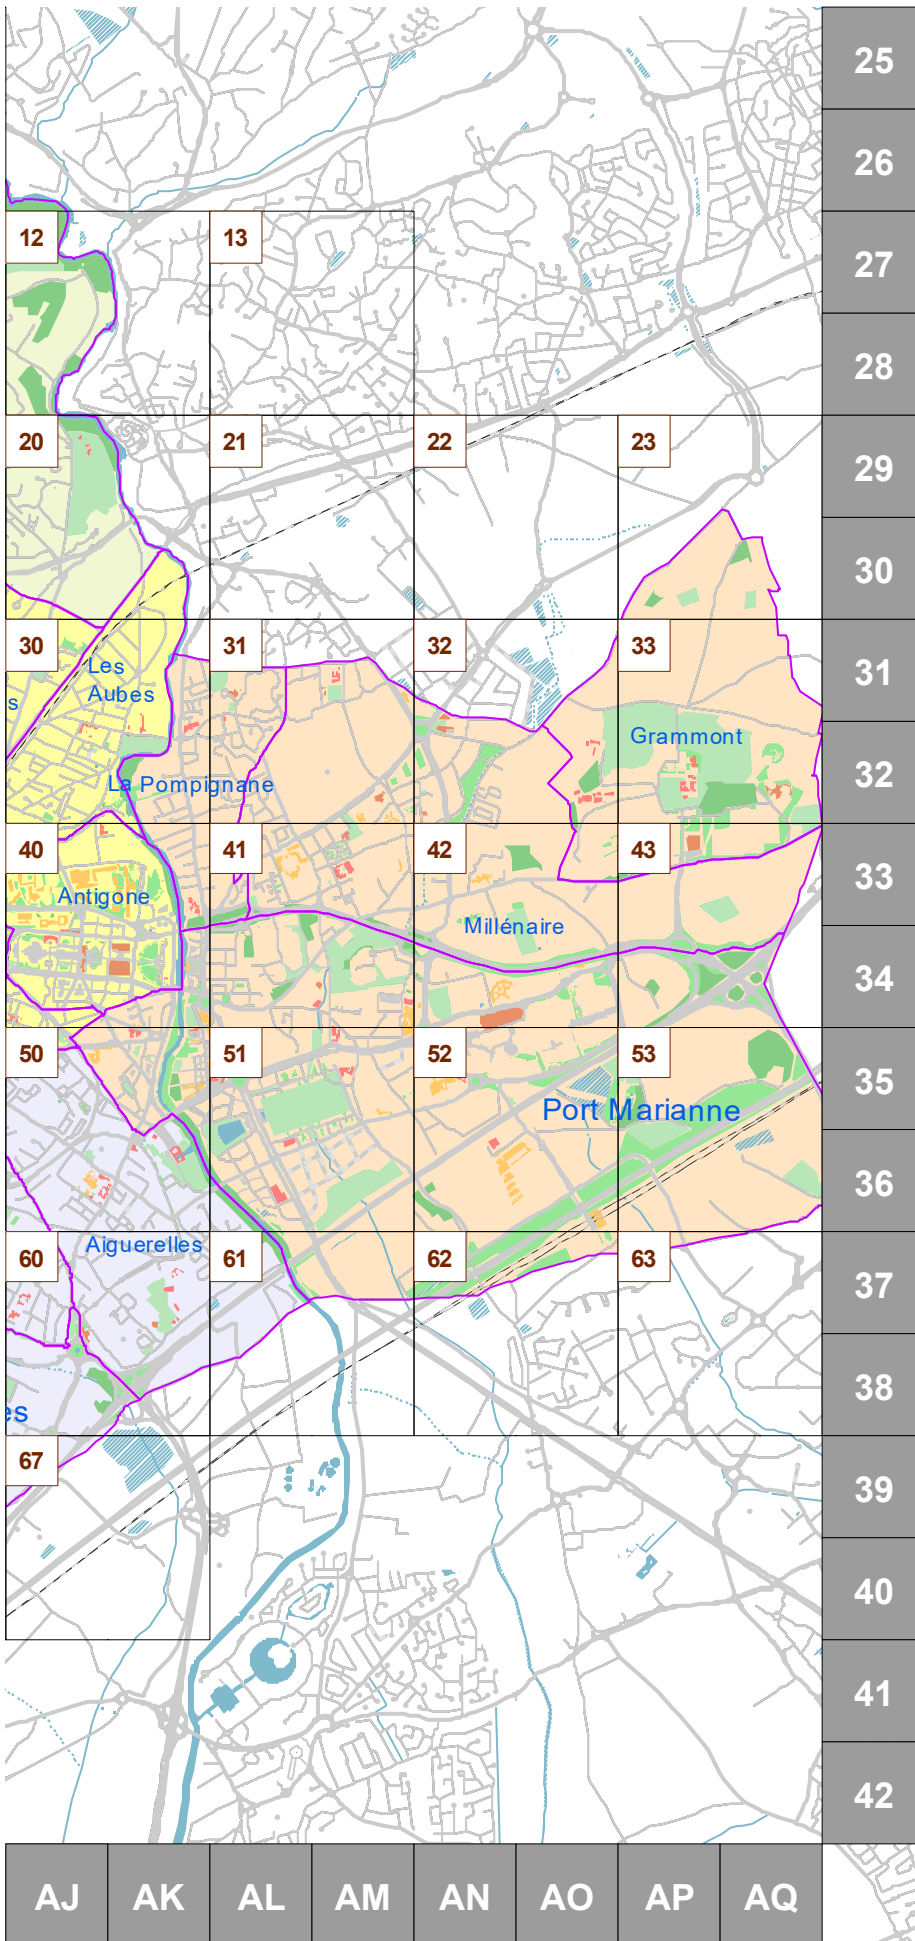 25
26
12
13
27
28
20
21
22
23
29
30
30
31
32
33
31
Les
Aubes
s
Grammont
32
La Pompignane
40
41
42
43
33
Antigone
Millénaire
34
50
51
52
53
35
Port Marianne
36
Aiguerelles
60
61
62
63
37
38
es
67
39
40
41
42
AJ
AK
AL
AM
AN
AO
AP
AQ